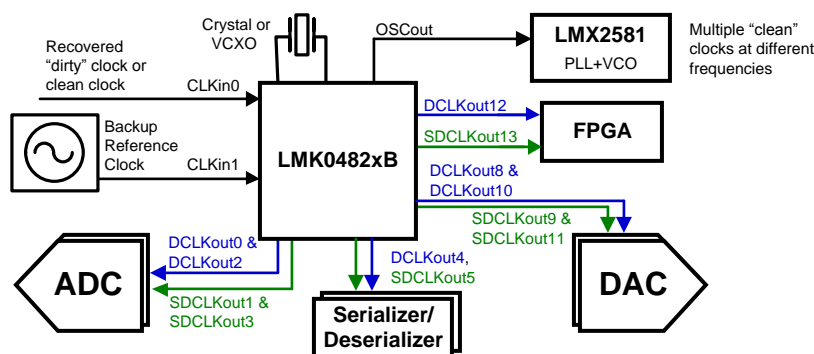 Crystal or
VCXO
OSCout
LMX2581
PLL+VCO
Multiple “clean”
clocks at different
frequencies
Recovered
“dirty” clock or
clean clock
CLKin0
Backup
Reference
Clock
CLKin1
LMK0482xB
DCLKout12
SDCLKout13
FPGA
DCLKout8 &
DCLKout10
SDCLKout9 &
SDCLKout11
DAC
ADC
DCLKout0 &
DCLKout2
SDCLKout1 &
SDCLKout3
DCLKout4,
SDCLKout5
Serializer/
Deserializer